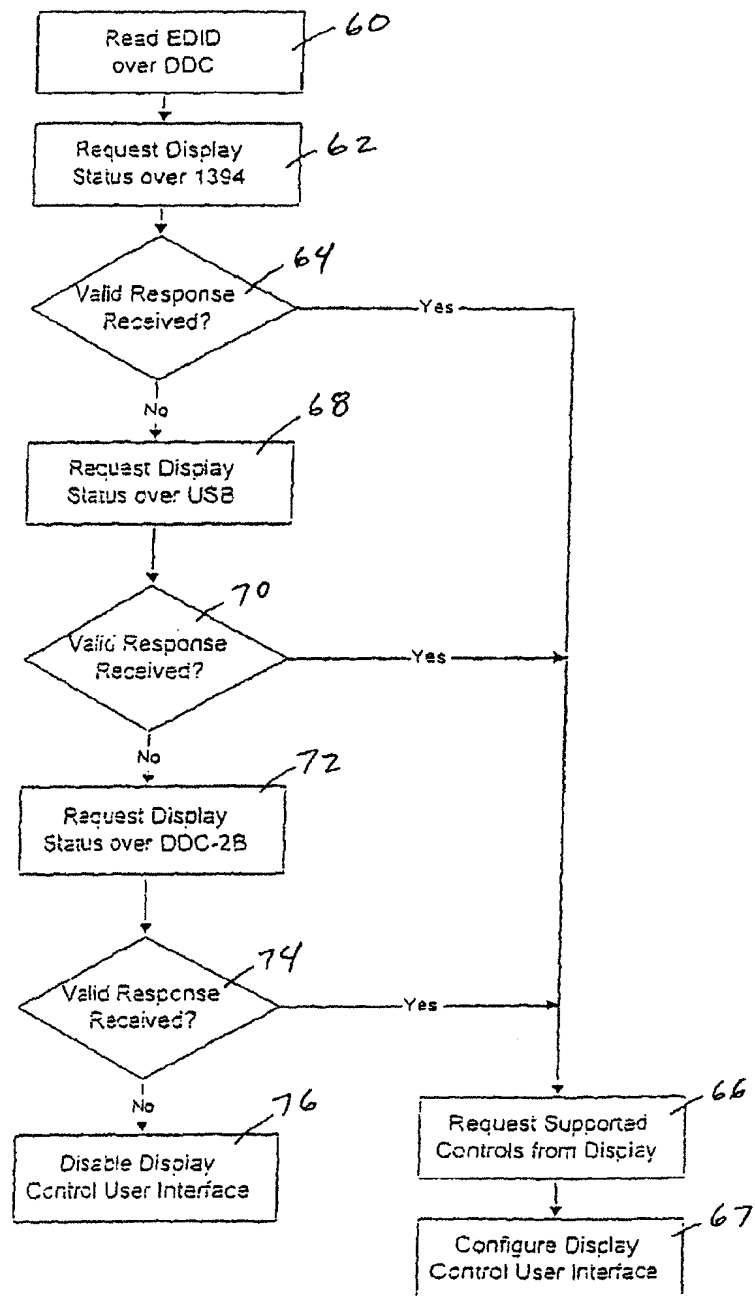 Read EDID
over DDC
60
Request Display
Status over 1394
62
Valid Response
Received?
64
Yes
No
Request Display
Status over USB
68
Valid Response
Received?
70
Yes
No
Request Display
Status over DDC-2B
72
Valid Response
Received?
74
Yes
No
Disable Display
Control User Interface
76
Request Supported
Controls from Display
66
Configure Display
Control User Interface
67